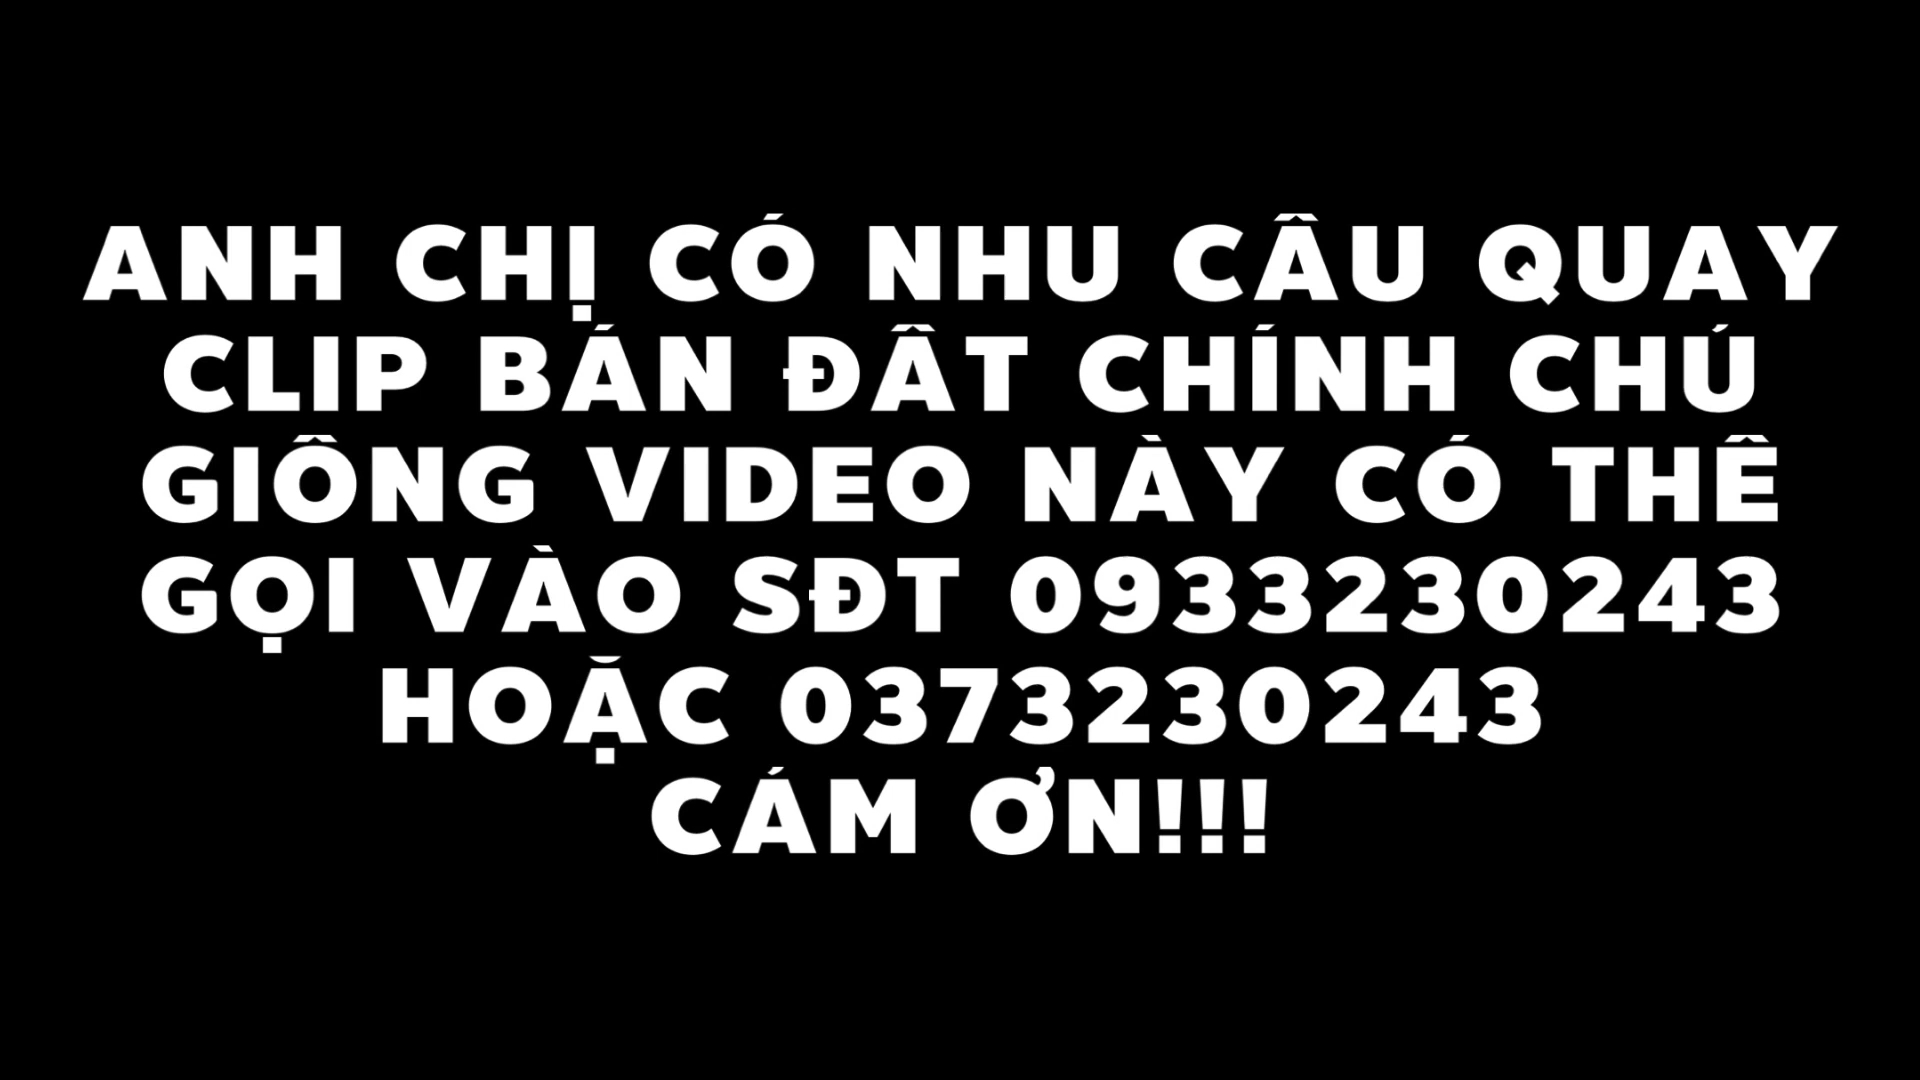 ANH CHỊ CÓ NHU CẦU QUAY
CLIP BÁN ĐẤT CHÍNH CHỦ
GIỐNG VIDEO NÀY CÓ THỂ
GỌI VÀO SĐT 0933230243
HOẶC 0373230243
CÁM ƠN!!!